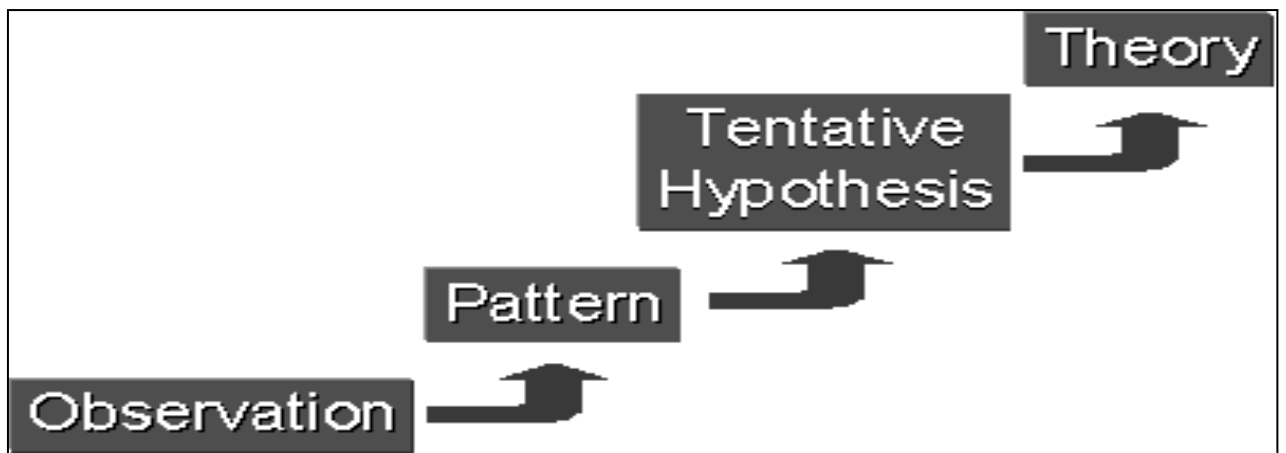 Theory
Tentative
Hypothesis
Pattern
Observation